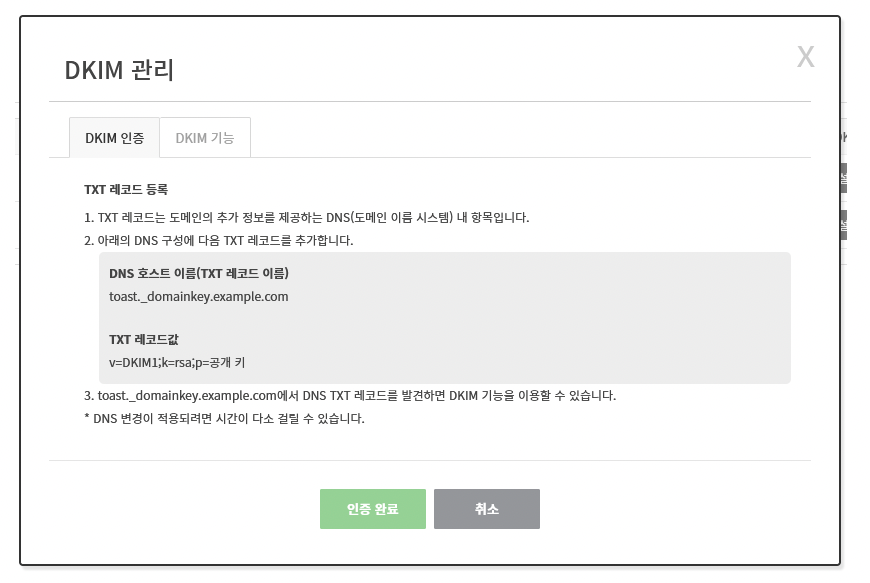 DKIM 관리
X
DKIM 인증
DKIM 기능
TXT 레코드 등록
1. TXT 레코드는 도메인의 추가 정보를 제공하는 DNS(도메인 이름 시스템) 내 항목입니다.
2. 아래의 DNS 구성에 다음 TXT 레코드를 추가합니다.
DNS 호스트 이름(TXT 레코드 이름)
toast._domainkey.example.com
TXT 레코드값
v=DKIM1;k=rsa;p=공개 키
3. toast._domainkey.example.com에서 DNS TXT 레코드를 발견하면 DKIM 기능을 이용할 수 있습니다.
* DNS 변경이 적용되려면 시간이 다소 걸릴 수 있습니다.
인증 완료
취소